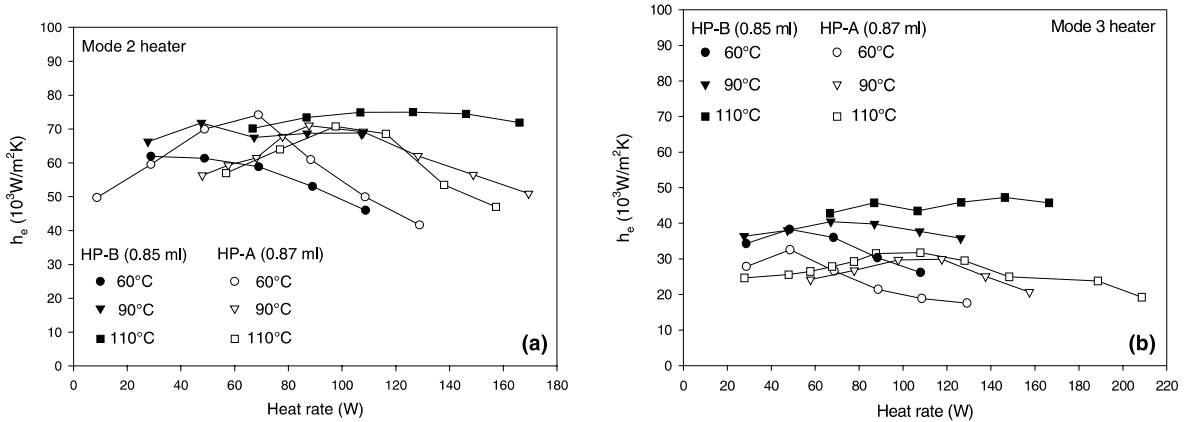 100
90
80
70
60
50
40
30
20
10
0
h_e (10³W/m²K)
Mode 2 heater
HP-B (0.85 ml) HP-A (0.87 ml)
60°C 60°C
90°C 90°C
110°C 110°C
(a)
0 20 40 60 80 100 120 140 160 180
Heat rate (W)
100
90
80
70
60
50
40
30
20
10
0
h_e (10³W/m²K)
HP-B (0.85 ml) HP-A (0.87 ml) Mode 3 heater
60°C 60°C
90°C 90°C
110°C 110°C
(b)
0 20 40 60 80 100 120 140 160 180 200 220
Heat rate (W)